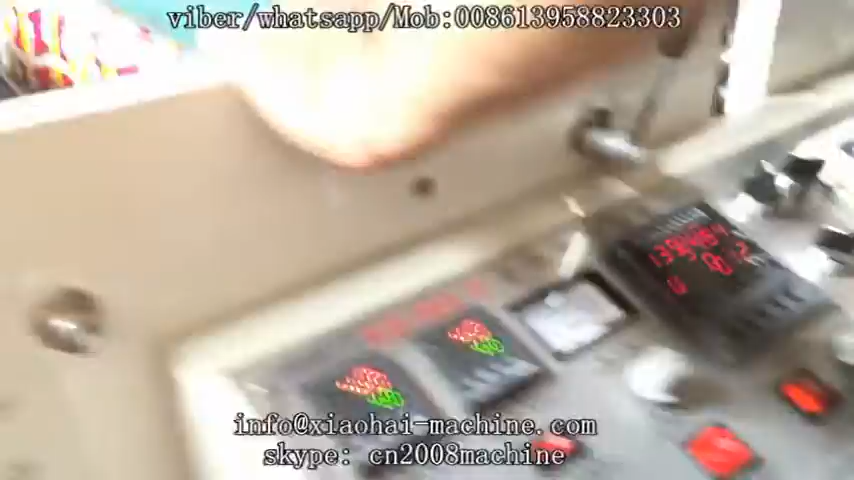 viber/whatsapp/Mob:008613958823303
info@xiaohai-machine.com
skype: cn2008machine